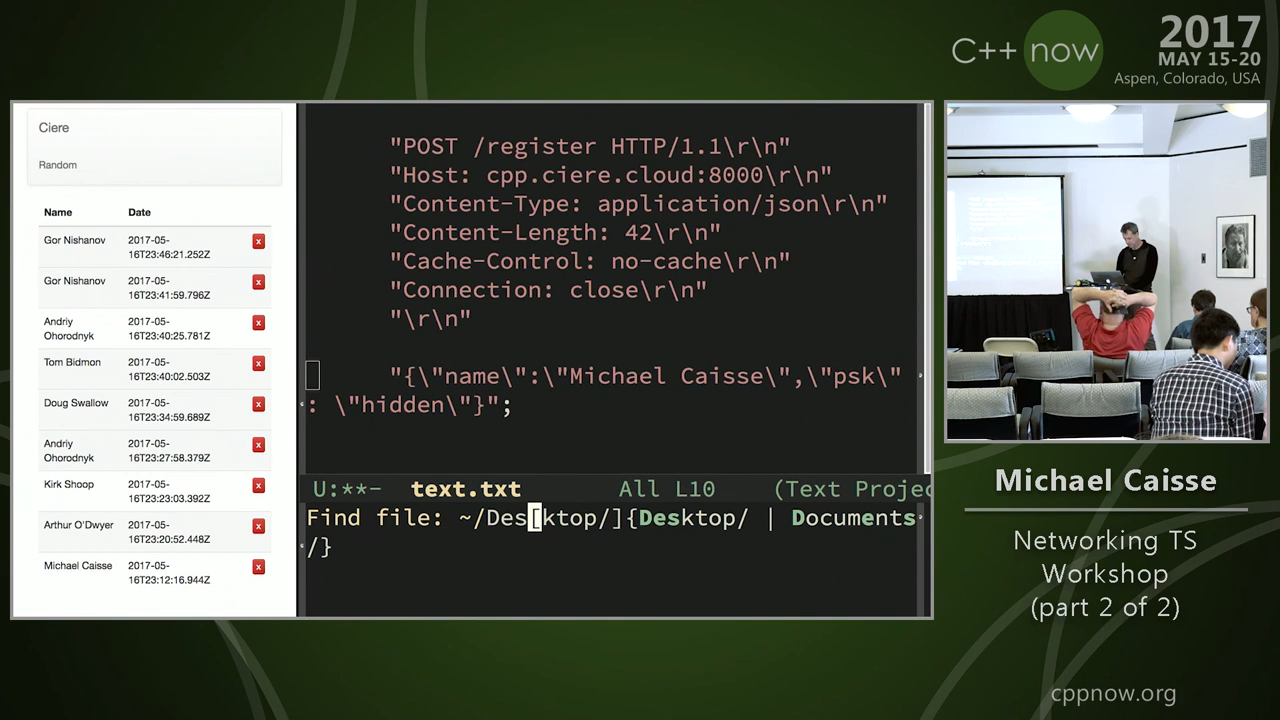 C++ now
2017
MAY 15-20
Aspen, Colorado, USA
Ciere
Random
Name Date
Gor Nishanov 2017-05-
16T23:46:21.252Z x
Gor Nishanov 2017-05-
16T23:41:59.796Z x
Andriy
Ohorodnyk 2017-05-
16T23:40:25.781Z x
Tom Bidmon 2017-05-
16T23:40:02.503Z x
Doug Swallow 2017-05-
16T23:34:59.689Z x
Andriy
Ohorodnyk 2017-05-
16T23:27:58.379Z x
Kirk Shoop 2017-05-
16T23:23:03.392Z x
Arthur O'Dwyer 2017-05-
16T23:20:52.448Z x
Michael Caisse 2017-05-
16T23:12:16.944Z x
"POST /register HTTP/1.1\r\n"
"Host: cpp.ciere.cloud:8000\r\n"
"Content-Type: application/json\r\n"
"Content-Length: 42\r\n"
"Cache-Control: no-cache\r\n"
"Connection: close\r\n"
"\r\n"
"{\"name\":\"Michael Caisse\",\"psk\"
: \"hidden\"}";
U:**- text.txt All L10 (Text Projec
Find file: ~/Des[ktop/]{Desktop/ | Documents
/}
Michael Caisse
Networking TS
Workshop
(part 2 of 2)
cppnow.org